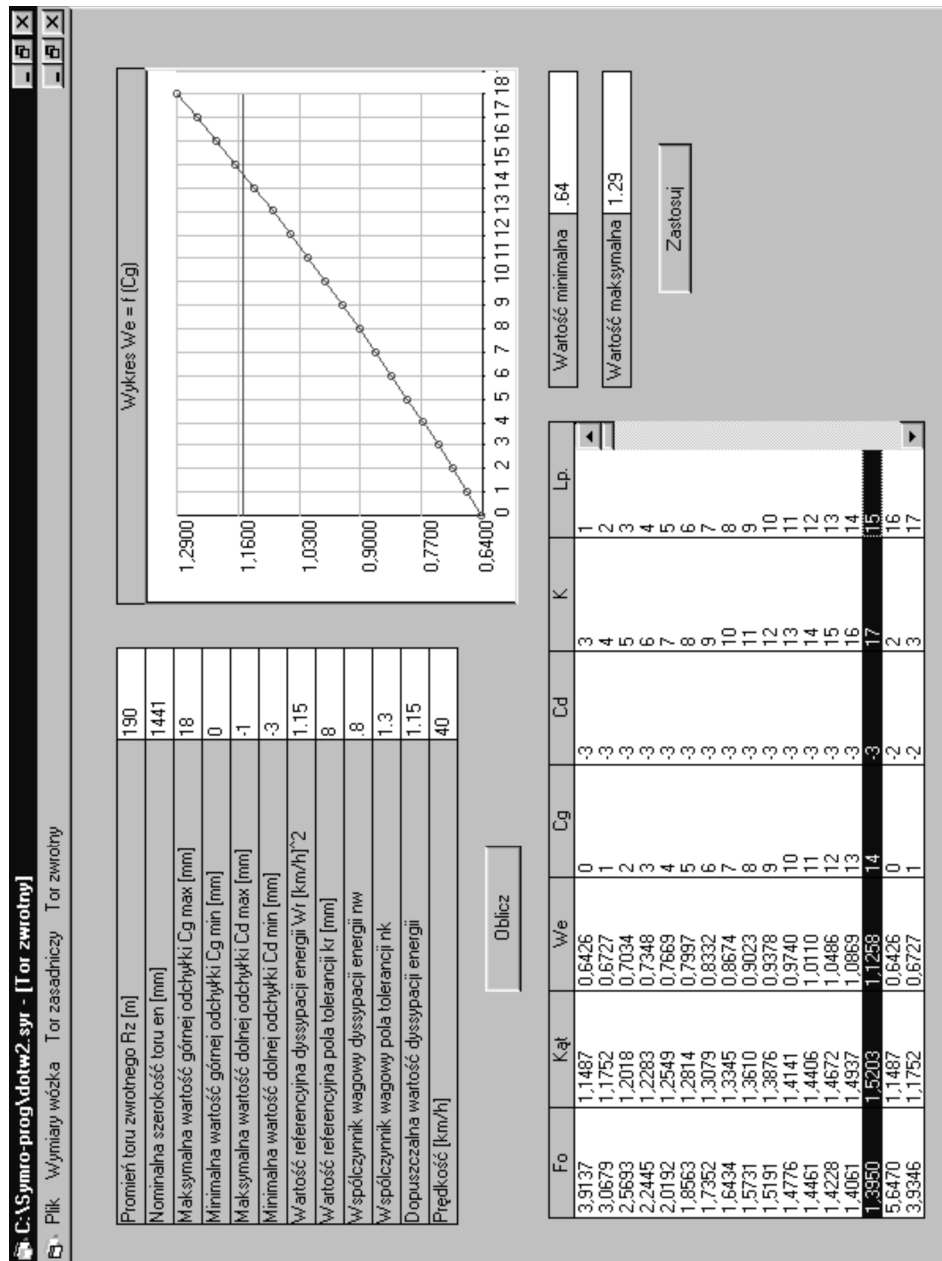 C:\Symro-prog\dotw2.syr - [Tor zwrotny]
Plik Wymiary wózka Tor zasadniczy Tor zwrotny
Promień toru zwrotnego Rz [m] 190
Nominalna szerokość toru en [mm] 1441
Maksymalna wartość górnej odchyłki Cg max [mm] 18
Minimalna wartość górnej odchyłki Cg min [mm] 0
Maksymalna wartość dolnej odchyłki Cd max [mm] -1
Minimalna wartość dolnej odchyłki Cd min [mm] -3
Wartość referencyjna dyssypacji energii Wr [km/h]^2 1.15
Wartość referencyjna pola tolerancji kr [mm] 8
Współczynnik wagowy dyssypacji energii nw .8
Współczynnik wagowy pola tolerancji nk 1.3
Dopuszczalna wartość dyssypacji energii 1.15
Prędkość [km/h] 40
Oblicz
Wykres We = f (Cg)
1,2900
1,1600
1,0300
0,9000
0,7700
0,6400
0 1 2 3 4 5 6 7 8 9 10 11 12 13 14 15 16 17 18
Fo Kąt We Cg Cd K Lp.
3,9137 1,1487 0,6426 0 -3 3 1
3,0679 1,1752 0,6727 1 -3 4 2
2,5693 1,2018 0,7034 2 -3 5 3
2,2445 1,2283 0,7348 3 -3 6 4
2,0192 1,2549 0,7669 4 -3 7 5
1,8563 1,2814 0,7997 5 -3 8 6
1,7352 1,3079 0,8332 6 -3 9 7
1,6434 1,3345 0,8674 7 -3 10 8
1,5731 1,3610 0,9023 8 -3 11 9
1,5191 1,3876 0,9378 9 -3 12 10
1,4776 1,4141 0,9740 10 -3 13 11
1,4461 1,4406 1,0110 11 -3 14 12
1,4228 1,4672 1,0486 12 -3 15 13
1,4061 1,4937 1,0869 13 -3 16 14
1,3950 1,5203 1,1258 14 -3 17 15
5,6470 1,1487 0,6426 0 -2 2 16
3,9346 1,1752 0,6727 1 -2 3 17
Wartość minimalna .64
Wartość maksymalna 1.29
Zastosuj